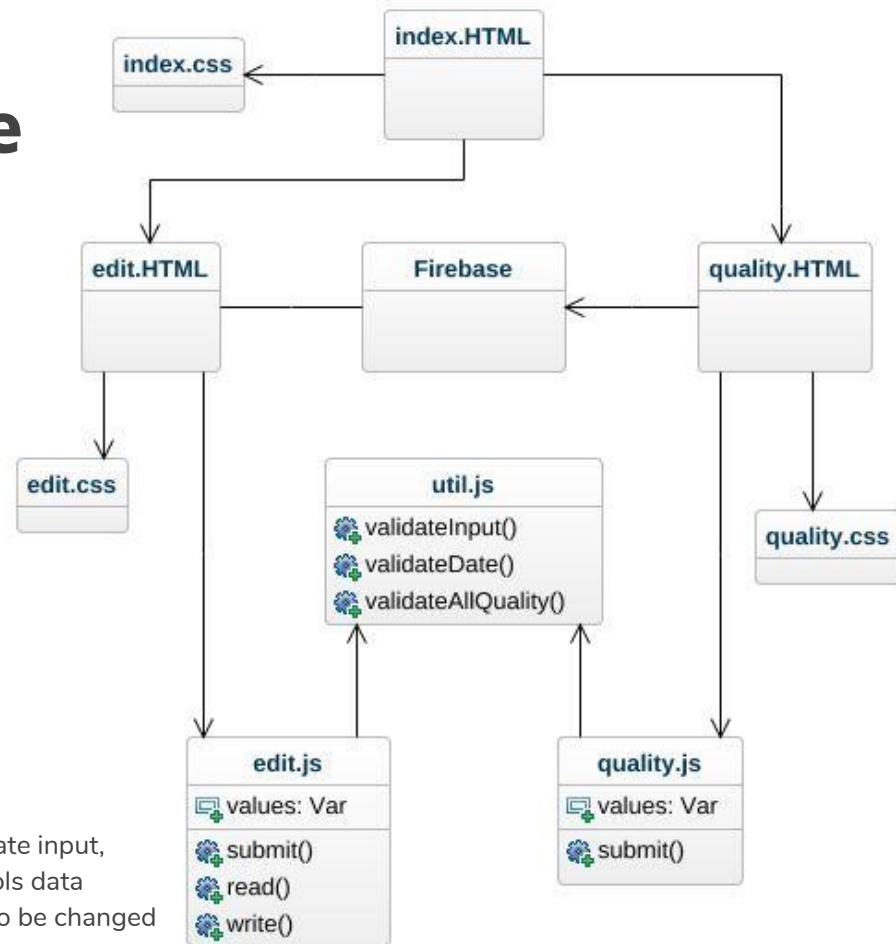 index.HTML
index.css
e
edit.HTML
Firebase
quality.HTML
edit.css
util.js
validateInput()
validateDate()
validateAllQuality()
quality.css
edit.js
values: Var
submit()
read()
write()
quality.js
values: Var
submit()
ate input,
ols data
o be changed